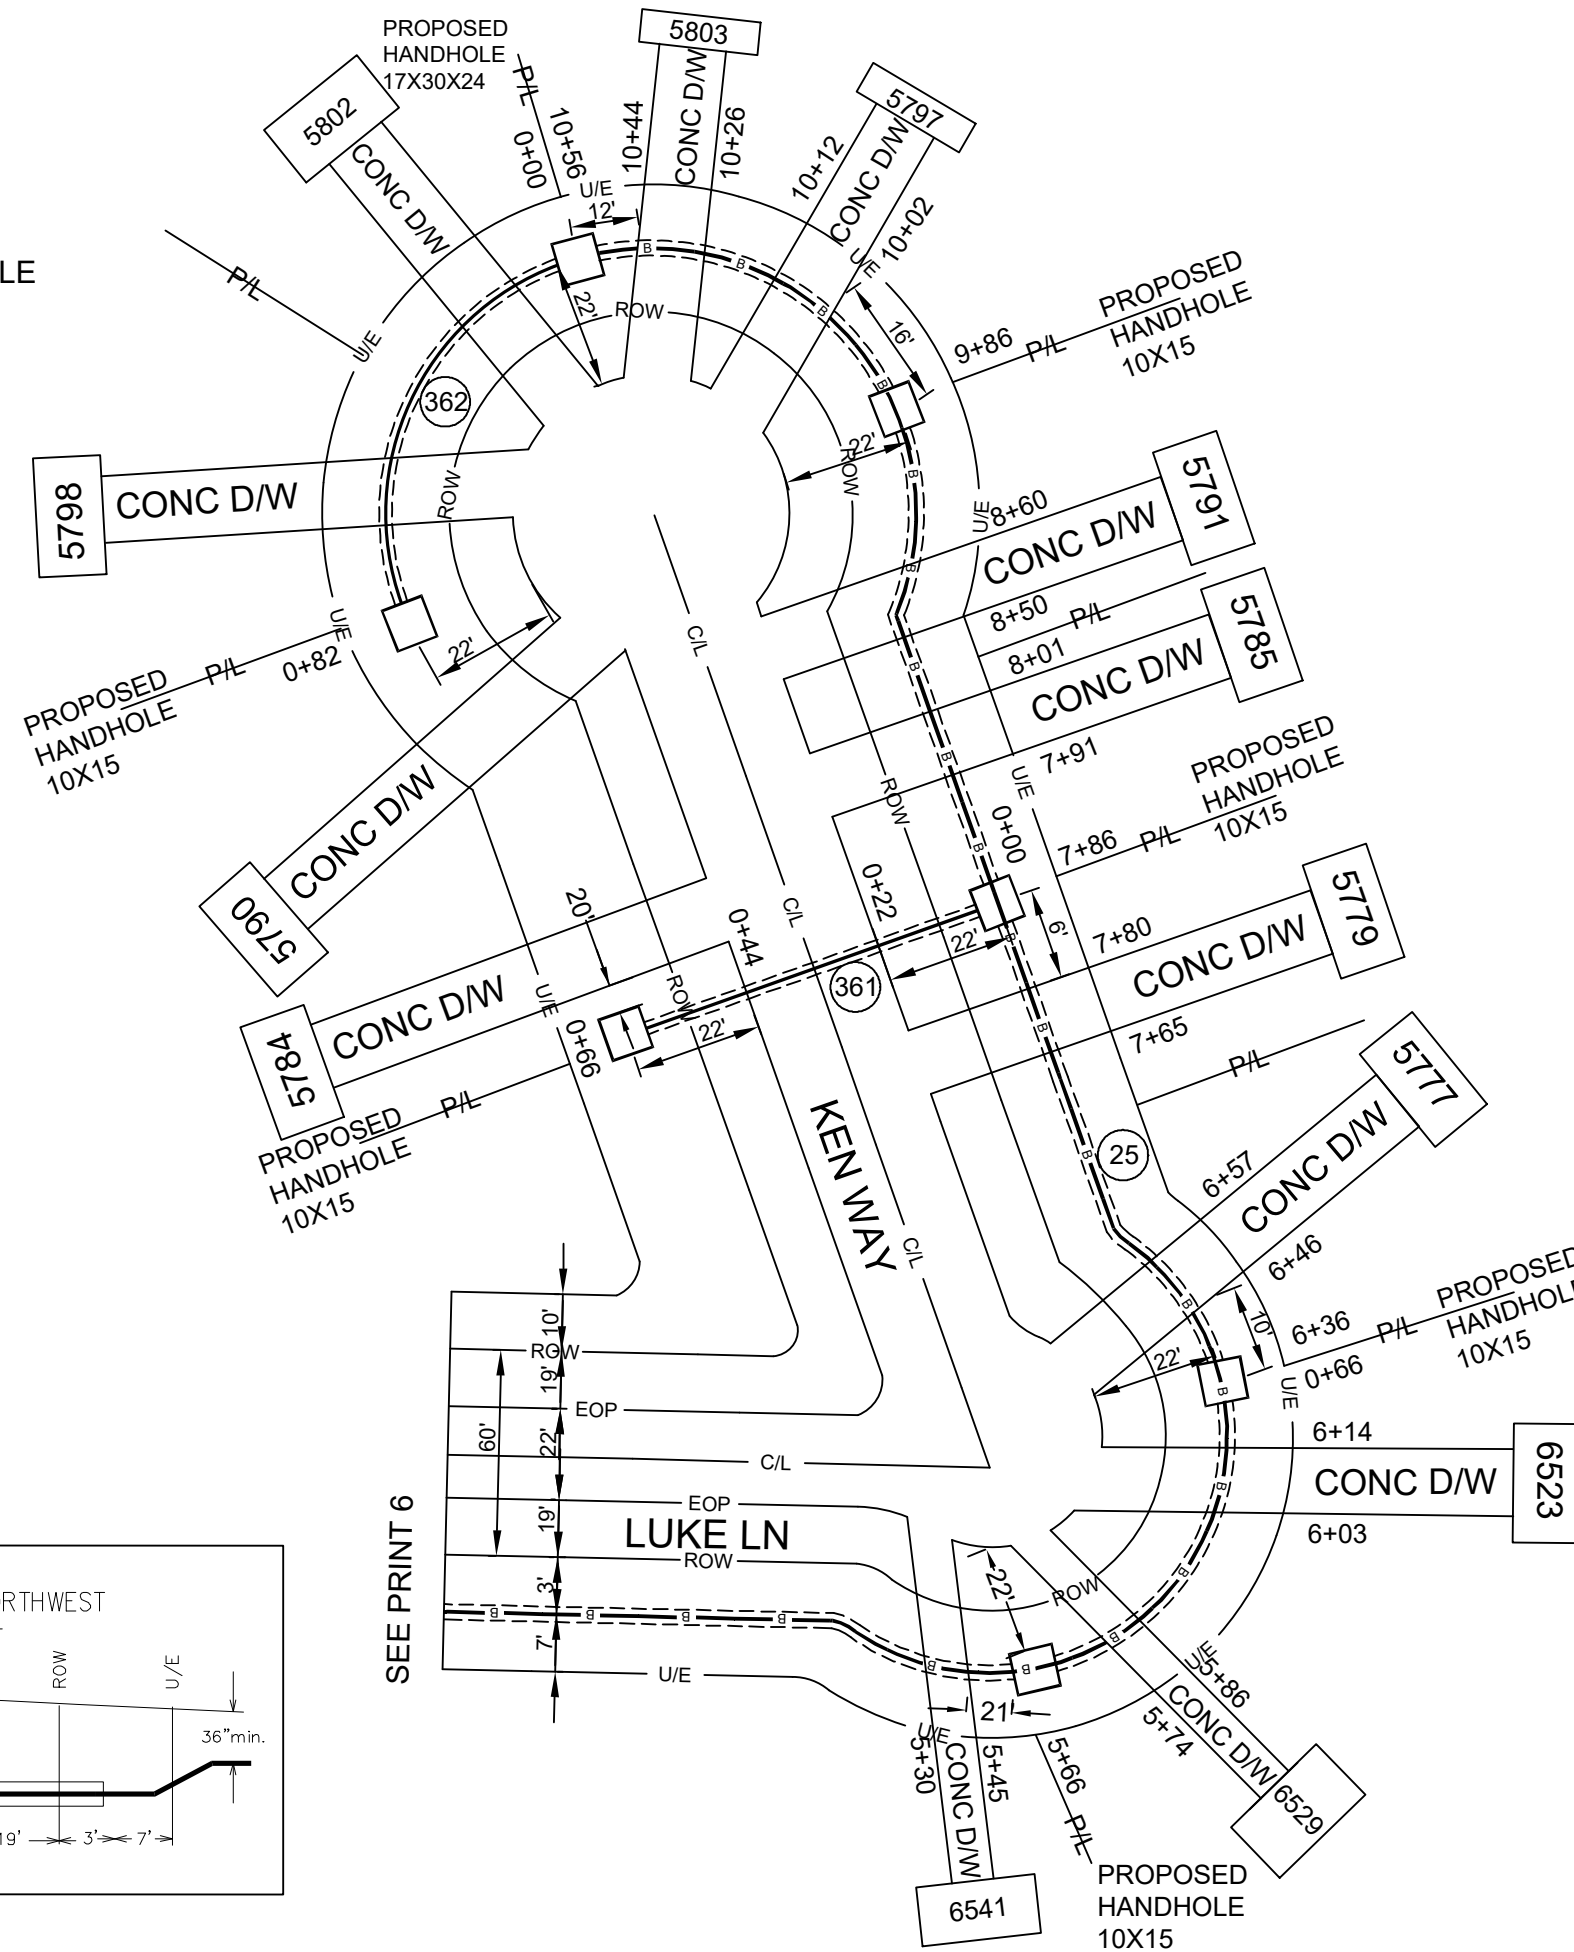 PROPOSED
HANDHOLE
17X30X24
P/L
5803
5802
5797
CONC D/W
0+00
10+56
10+44
CONC D/W
10+26
10+12
CONC D/W
10+02
U/E
12'
U/E
LE
P/L
U/E
B
B
B
B
22'
ROW
16'
9+86
P/L
PROPOSED
HANDHOLE
10X15
362
22'
ROW
B
5798
CONC D/W
ROW
U/E
8+60
CONC D/W
5791
B
8+50
P/L
8+01
CONC D/W
5785
7+91
U/E
22'
0+82
P/L
PROPOSED
HANDHOLE
10X15
C/L
B
B
B
ROW
U/E
0+00
PROPOSED
HANDHOLE
10X15
7+86
P/L
CONC D/W
5790
20'
C/L
0+44
0+22
22'
B
6'
7+80
CONC D/W
5779
7+65
CONC D/W
5784
U/E
ROW
361
0+66
22'
B
P/L
PROPOSED
HANDHOLE
10X15
P/L
5777
CONC D/W
6+57
6+46
B
25
KEN WAY
C/L
B
10'
22'
6+36
P/L
PROPOSED
HANDHOLE
10X15
0+66
B
U/E
10'
ROW
19'
EOP
60'
22'
C/L
EOP
19'
LUKE LN
ROW
3'
7'
B
B
B
B
U/E
SEE PRINT 6
6+14
CONC D/W
6523
6+03
B
B
B
ROW
22'
B
B
21'
U/E
U/E
5+86
CONC D/W
5+74
6529
5+30
CONC D/W
5+45
5+66
P/L
6541
PROPOSED
HANDHOLE
10X15
RTHWEST
ROW
U/E
36"min.
19'
3'
7'